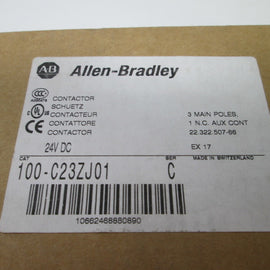 AB Allen-Bradley
CONTACTOR
SCHUETZ
CONTACTEUR
CONTATTORE
CONTACTOR
24V DC
3 MAIN POLES,
1 N.C. AUX CONT
22.322.507-66
EX 17
CAT
SER
MADE IN SWITZERLAND
100-C23ZJ01
C
10662468680890